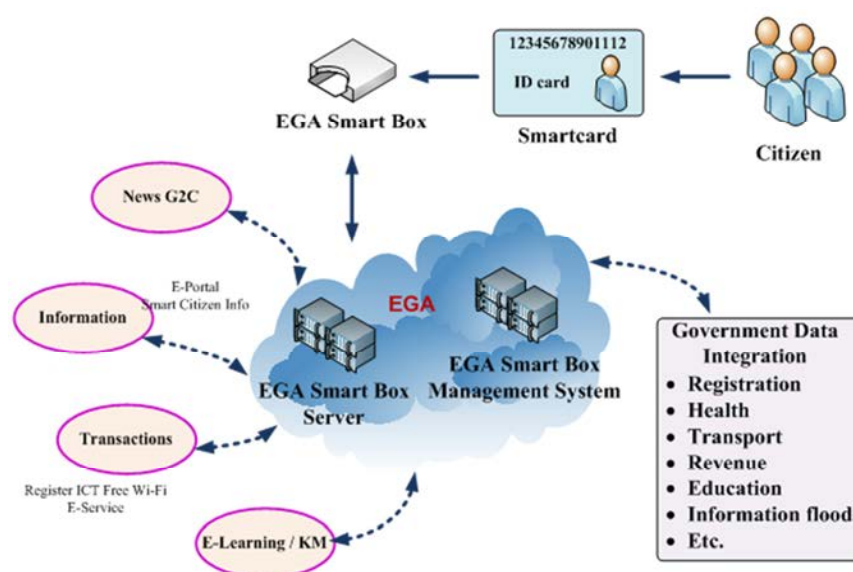 12345678901112
ID card
EGA Smart Box
Smartcard
Citizen
News G2C
E-Portal
Smart Citizen Info
Information
EGA
EGA Smart Box
Server
EGA Smart Box
Management System
Transactions
Register ICT Free Wi-Fi
E-Service
E-Learning / KM
Government Data
Integration
• Registration
• Health
• Transport
• Revenue
• Education
• Information flood
• Etc.